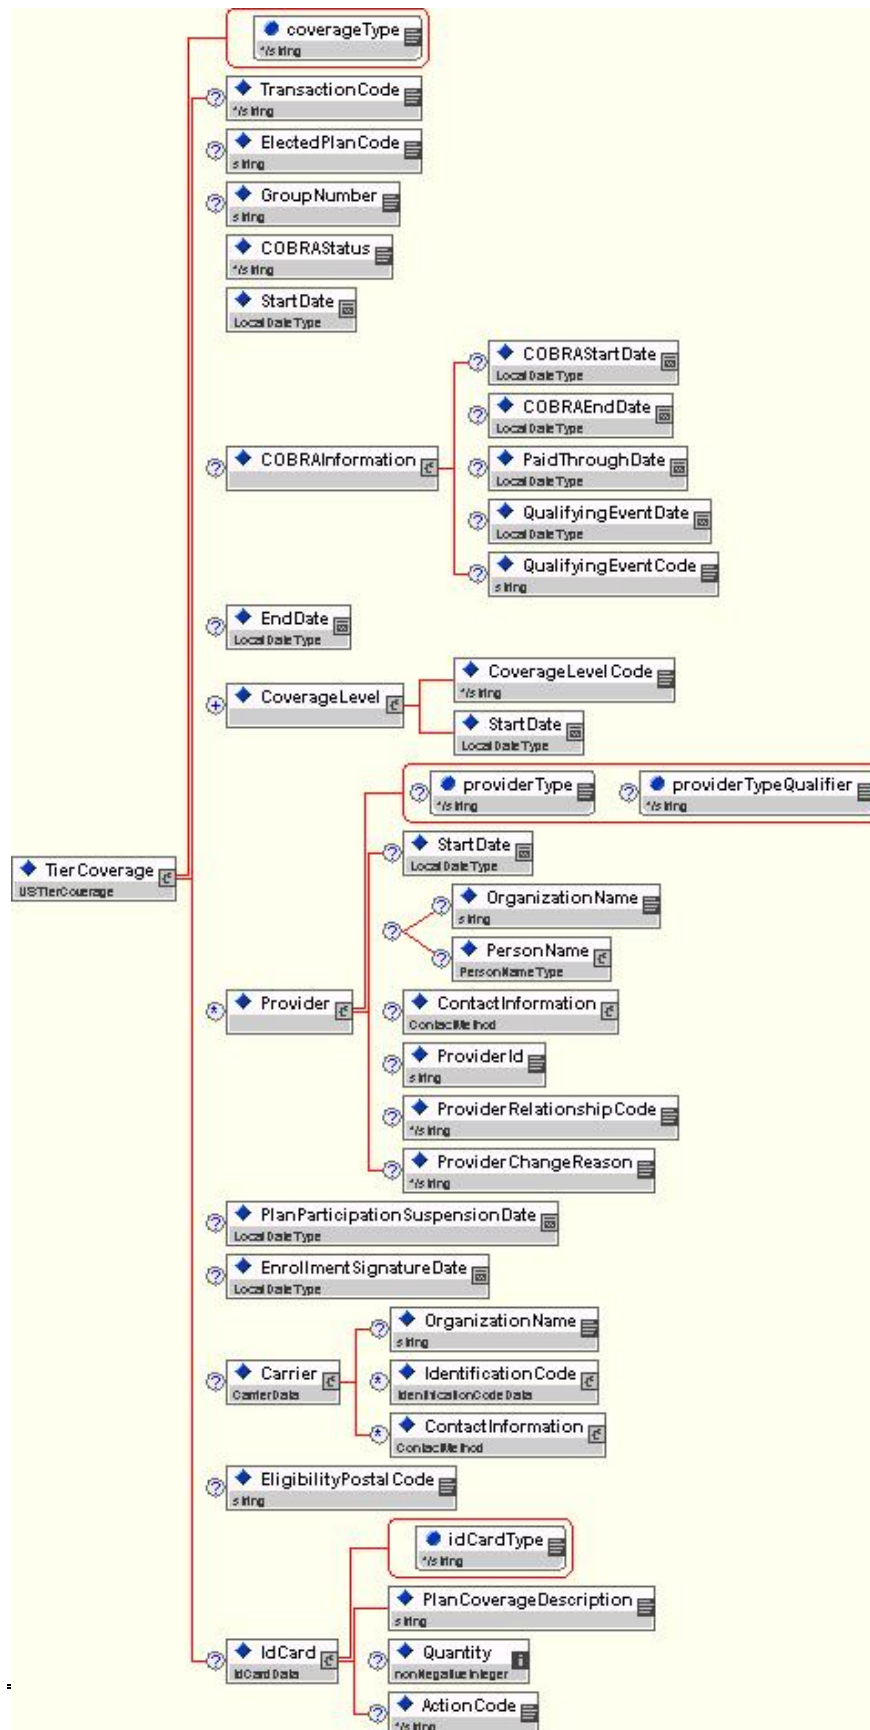 coverageType
*/string
?
TransactionCode
*/string
?
ElectedPlanCode
string
?
GroupNumber
string
COBRAStatus
*/string
StartDate
LocalDateType
?
COBRAStartDate
LocalDateType
?
COBRAEndDate
LocalDateType
?
COBRAInformation
?
PaidThroughDate
LocalDateType
?
QualifyingEventDate
LocalDateType
?
QualifyingEventCode
string
?
EndDate
LocalDateType
+
CoverageLevel
CoverageLevelCode
*/string
StartDate
LocalDateType
?
providerType
*/string
?
providerTypeQualifier
*/string
TierCoverage
USTierCoverage
?
StartDate
LocalDateType
?
?
OrganizationName
string
?
PersonName
PersonNameType
*
Provider
?
ContactInformation
ContactMethod
?
ProviderId
string
?
ProviderRelationshipCode
*/string
?
ProviderChangeReason
*/string
?
PlanParticipationSuspensionDate
LocalDateType
?
EnrollmentSignatureDate
LocalDateType
?
Carrier
CarrierData
?
OrganizationName
string
*
IdentificationCode
IdentificationCodeData
*
ContactInformation
ContactMethod
?
EligibilityPostalCode
string
idCardType
*/string
PlanCoverageDescription
string
?
IdCard
IdCardData
?
Quantity
nonNegativeInteger
?
ActionCode
*/string